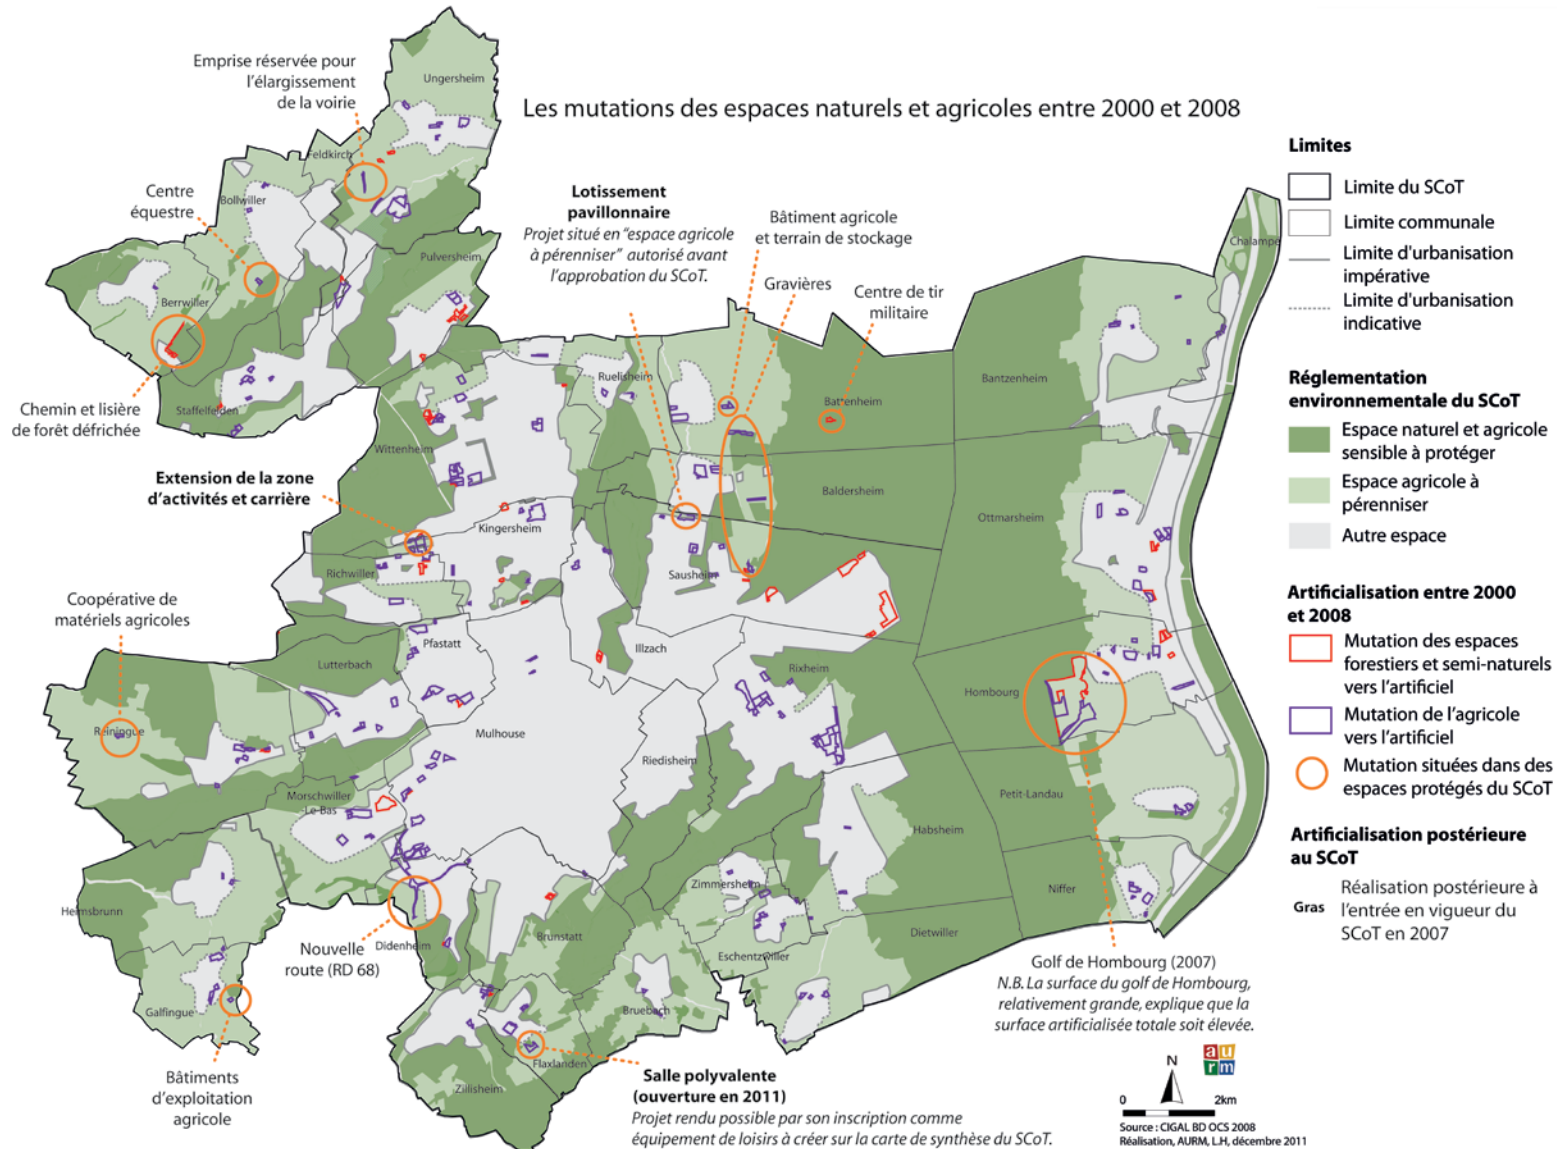 Les mutations des espaces naturels et agricoles entre 2000 et 2008
Emprise réservée pour
l'élargissement
de la voirie
Centre
équestre
Chemin et lisière
de forêt défrichée
Extension de la zone
d'activités et carrière
Coopérative de
matériels agricoles
Bâtiments
d'exploitation
agricole
Nouvelle
route (RD 68)
Lotissement
pavillonnaire
Projet situé en "espace agricole
à pérenniser" autorisé avant
l'approbation du SCoT.
Bâtiment agricole
et terrain de stockage
Gravières
Centre de tir
militaire
Salle polyvalente
(ouverture en 2011)
Projet rendu possible par son inscription comme
équipement de loisirs à créer sur la carte de synthèse du SCoT.
Golf de Hombourg (2007)
N.B. La surface du golf de Hombourg,
relativement grande, explique que la
surface artificialisée totale soit élevée.
Ungersheim
Feldkirch
Bollwiller
Pulversheim
Berrwiller
Staffelfelden
Wittenheim
Ruelisheim
Battenheim
Bantzenheim
Chalampé
Baldersheim
Ottmarsheim
Kingersheim
Richwiller
Sausheim
Pfastatt
Lutterbach
Illzach
Rixheim
Hombourg
Reiningue
Mulhouse
Riedisheim
Morschwiller
-Le-Bas
Petit-Landau
Habsheim
Niffer
Zimmersheim
Heimsbrunn
Didenheim
Brunstatt
Dietwiller
Eschentzwiller
Galfingue
Bruebach
Flaxlanden
Zillisheim
Limites
Limite du SCoT
Limite communale
Limite d'urbanisation
impérative
Limite d'urbanisation
indicative
Réglementation
environnementale du SCoT
Espace naturel et agricole
sensible à protéger
Espace agricole à
pérenniser
Autre espace
Artificialisation entre 2000
et 2008
Mutation des espaces
forestiers et semi-naturels
vers l'artificiel
Mutation de l'agricole
vers l'artificiel
Mutation situées dans des
espaces protégés du SCoT
Artificialisation postérieure
au SCoT
Gras Réalisation postérieure à
l'entrée en vigueur du
SCoT en 2007
N
au
rm
0 2km
Source : CIGAL BD OCS 2008
Réalisation, AURM, L.H, décembre 2011